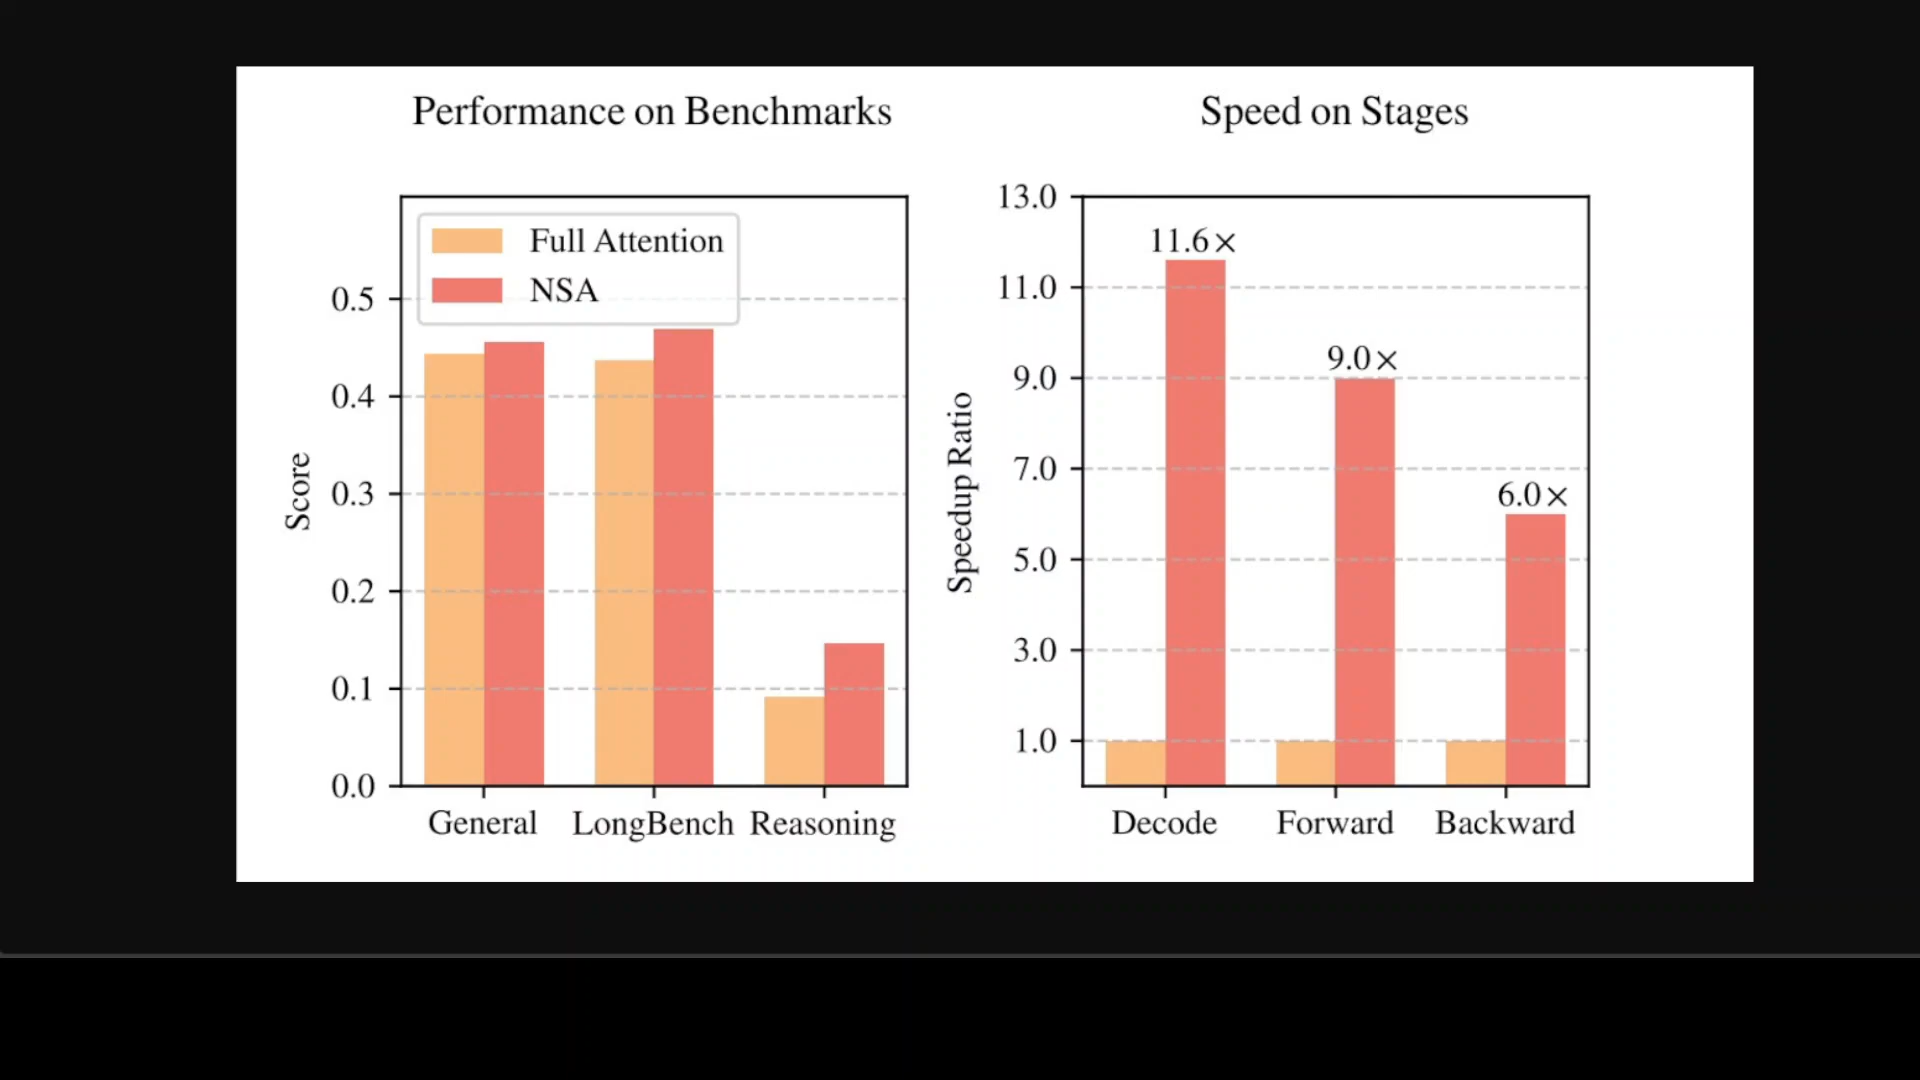 Performance on Benchmarks
Full Attention
NSA
Score
0.5
0.4
0.3
0.2
0.1
0.0
General
LongBench
Reasoning
Speed on Stages
Speedup Ratio
13.0
11.0
9.0
7.0
5.0
3.0
1.0
11.6×
9.0×
6.0×
Decode
Forward
Backward